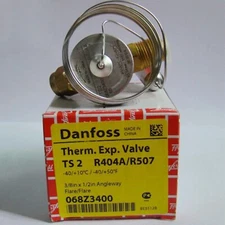 Danfoss
MADE IN
CHINA
Therm. Exp. Valve
TS 2 R404A/R507
-40/+10°C / -40/+50°F
3/8in x 1/2in Angleway
Flare/Flare
068Z3400